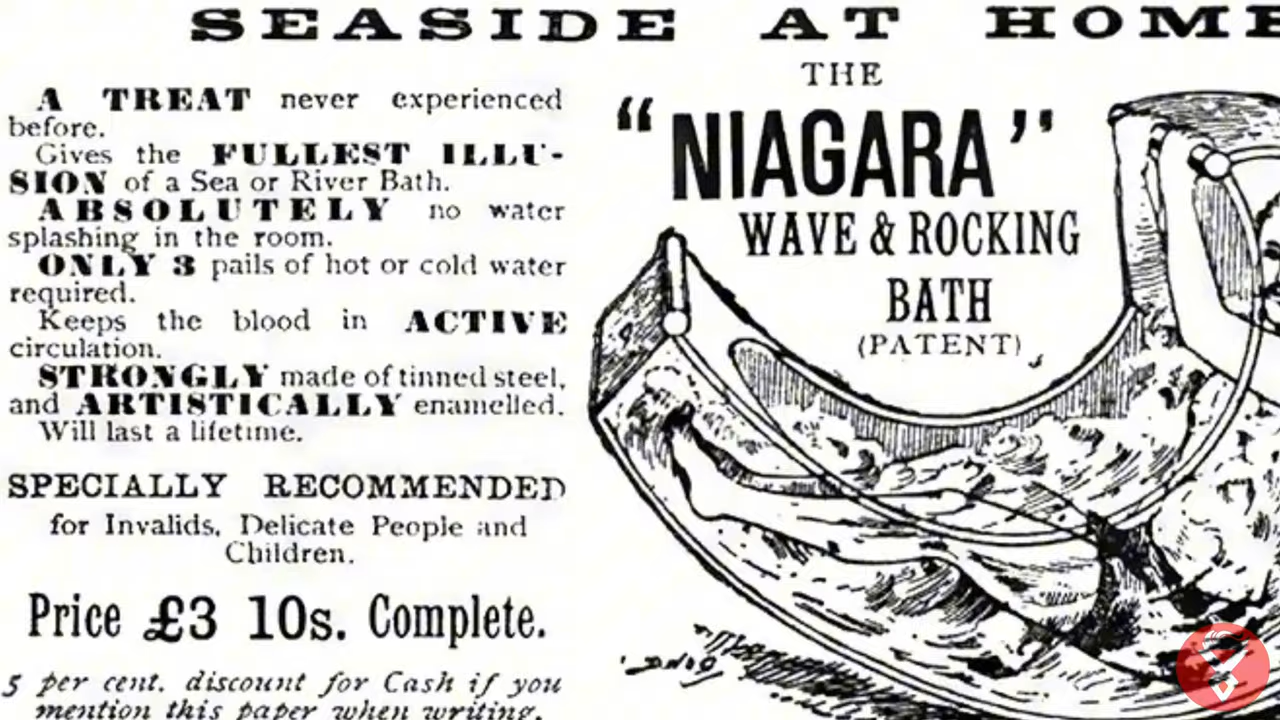 SEASIDE AT HOME
A TREAT never experienced
before.
Gives the FULLEST ILLU-
SION of a Sea or River Bath.
ABSOLUTELY no water
splashing in the room.
ONLY 3 pails of hot or cold water
required.
Keeps the blood in ACTIVE
circulation.
STRONGLY made of tinned steel,
and ARTISTICALLY enamelled.
Will last a lifetime.
SPECIALLY RECOMMENDED
for Invalids, Delicate People and
Children.
Price £3 10s. Complete.
5 per cent. discount for Cash if you
mention this paper when writing.
THE
"NIAGARA"
WAVE & ROCKING
BATH
(PATENT)